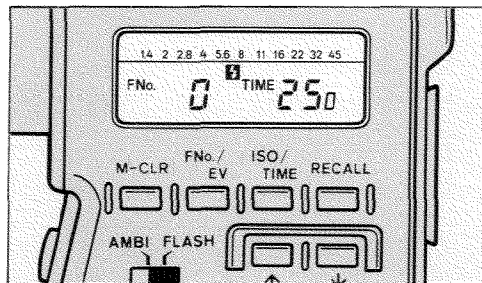 1.4 2 2.8 4 5.6 8 11 16 22 32 45
FNo. 0 TIME 250
M-CLR FNo./EV ISO/TIME RECALL
AMBI FLASH